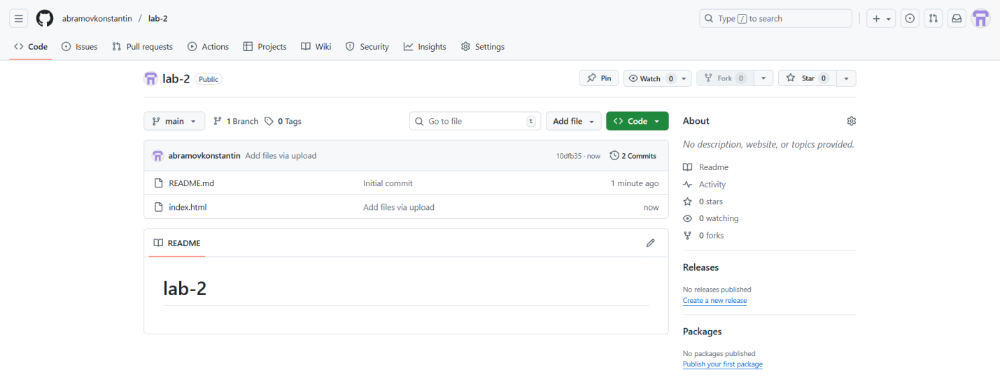 abramovkonstantin / lab-2
Type / to search
Code Issues Pull requests Actions Projects Wiki Security Insights Settings
lab-2 Public
Pin Watch 0 Fork 0 Star 0
main 1 Branch 0 Tags
Go to file t Add file Code
abramovkonstantin Add files via upload 10dfb35 · now 2 Commits
README.md Initial commit 1 minute ago
index.html Add files via upload now
README
lab-2
About
No description, website, or topics provided.
Readme
Activity
0 stars
0 watching
0 forks
Releases
No releases published
Create a new release
Packages
No packages published
Publish your first package